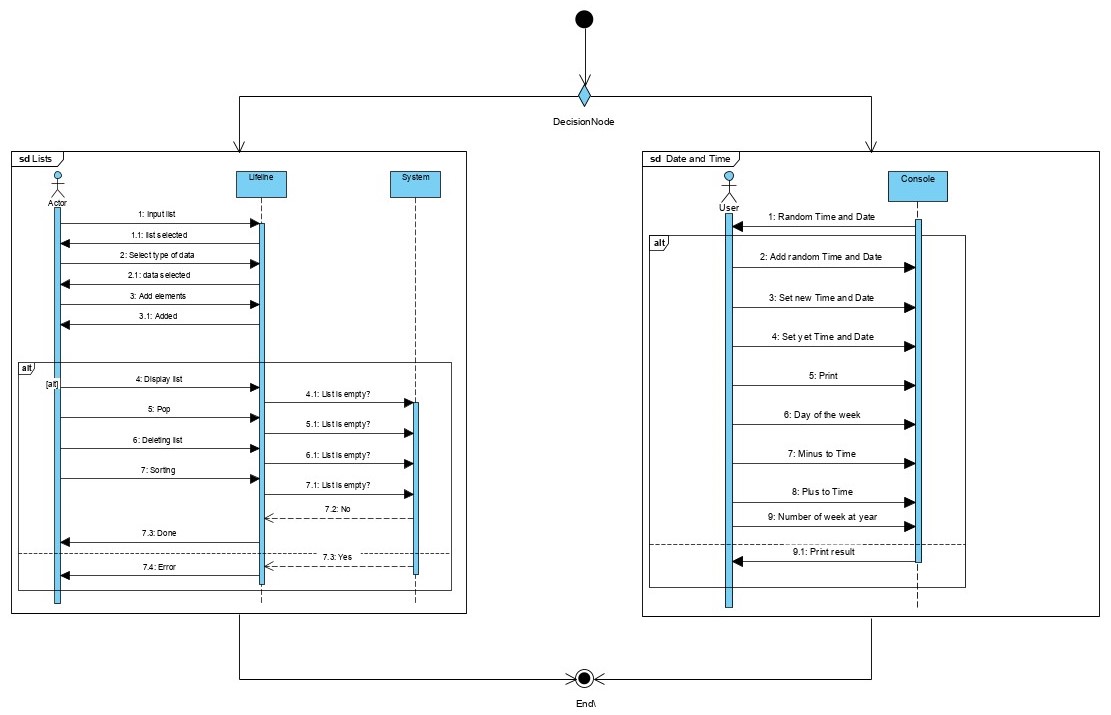 DecisionNode
sd Lists
Actor
Lifeline
System
1: Input list
1.1: list selected
2: Select type of data
2.1: data selected
3: Add elements
3.1: Added
alt
[alt]
4: Display list
4.1: List is empty?
5: Pop
5.1: List is empty?
6: Deleting list
6.1: List is empty?
7: Sorting
7.1: List is empty?
7.2: No
7.3: Done
7.3: Yes
7.4: Error
sd Date and Time
User
Console
1: Random Time and Date
alt
2: Add random Time and Date
3: Set new Time and Date
4: Set yet Time and Date
5: Print
6: Day of the week
7: Minus to Time
8: Plus to Time
9: Number of week at year
9.1: Print result
End\